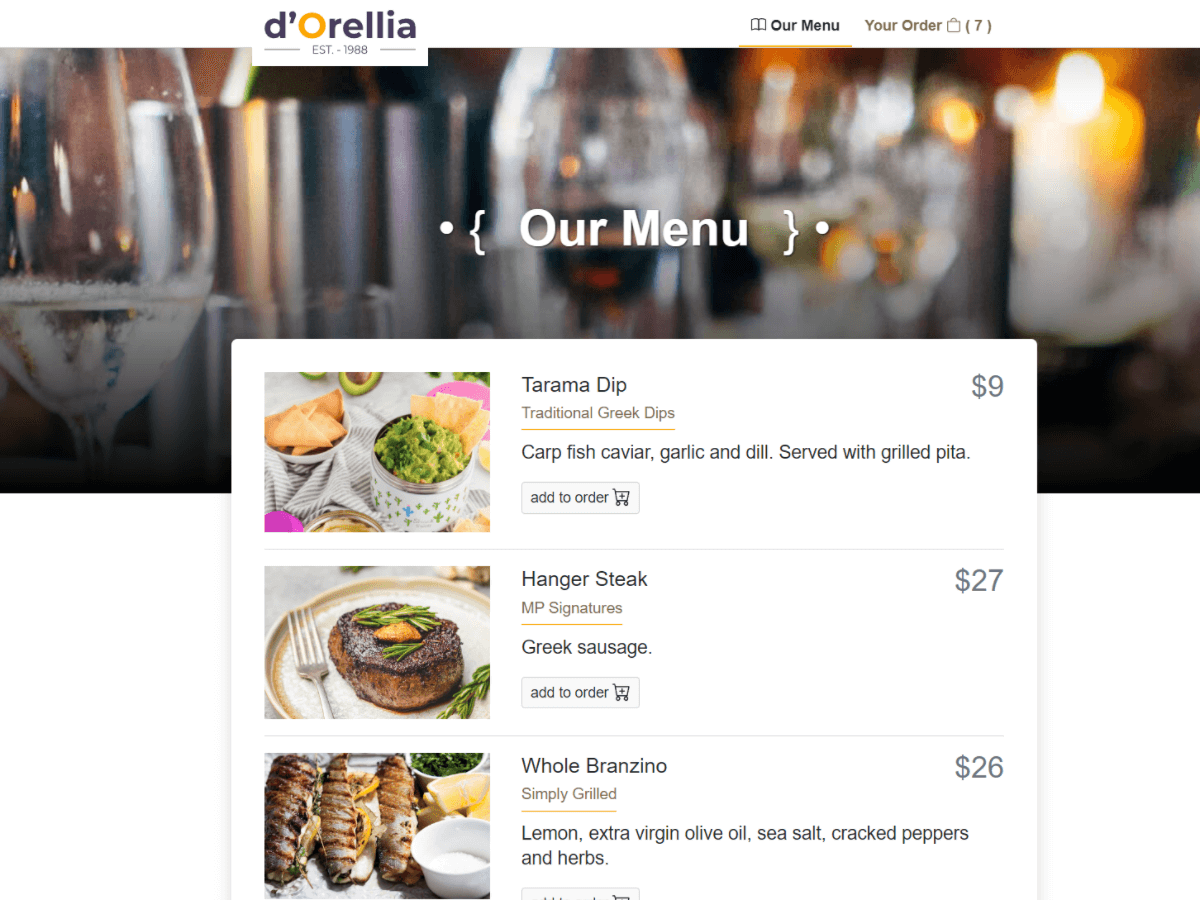 d'Orellia
EST. - 1988
Our Menu
Your Order ( 7 )
• { Our Menu } •
Tarama Dip
$9
Traditional Greek Dips
Carp fish caviar, garlic and dill. Served with grilled pita.
add to order
Hanger Steak
$27
MP Signatures
Greek sausage.
add to order
Whole Branzino
$26
Simply Grilled
Lemon, extra virgin olive oil, sea salt, cracked peppers
and herbs.